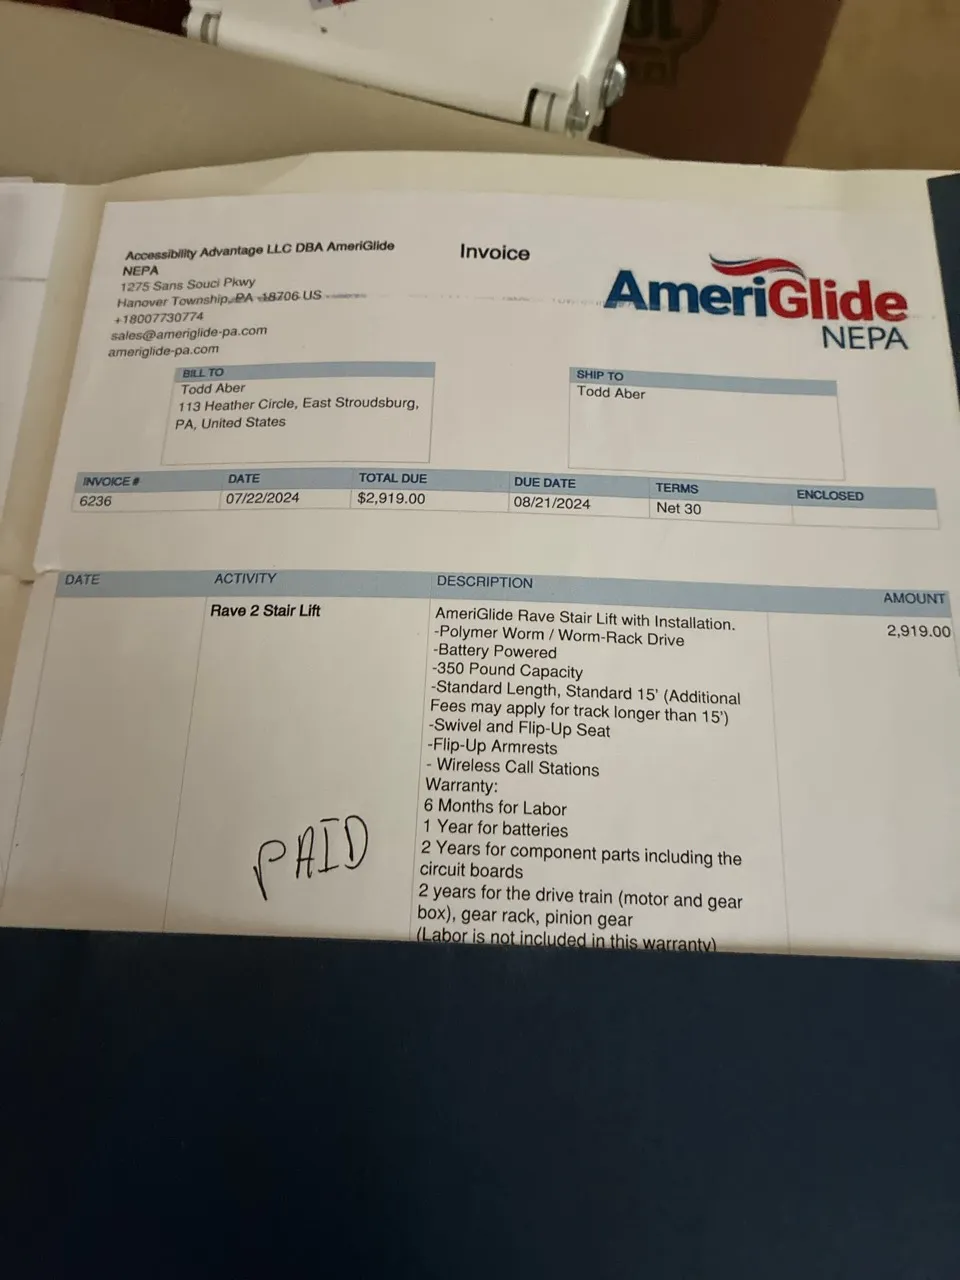 Accessibility Advantage LLC DBA AmeriGlide
NEPA
1275 Sans Souci Pkwy
Hanover Township, PA 18706 US
+18007730774
sales@ameriglide-pa.com
ameriglide-pa.com
Invoice
AmeriGlide
NEPA
BILL TO
Todd Aber
113 Heather Circle, East Stroudsburg,
PA, United States
SHIP TO
Todd Aber
INVOICE # DATE TOTAL DUE DUE DATE TERMS ENCLOSED
6236 07/22/2024 $2,919.00 08/21/2024 Net 30
DATE ACTIVITY DESCRIPTION AMOUNT
Rave 2 Stair Lift AmeriGlide Rave Stair Lift with Installation. 2,919.00
-Polymer Worm / Worm-Rack Drive
-Battery Powered
-350 Pound Capacity
-Standard Length, Standard 15' (Additional
Fees may apply for track longer than 15')
-Swivel and Flip-Up Seat
-Flip-Up Armrests
- Wireless Call Stations
Warranty:
6 Months for Labor
1 Year for batteries
2 Years for component parts including the
circuit boards
2 years for the drive train (motor and gear
box), gear rack, pinion gear
(Labor is not included in this warranty)
PAID